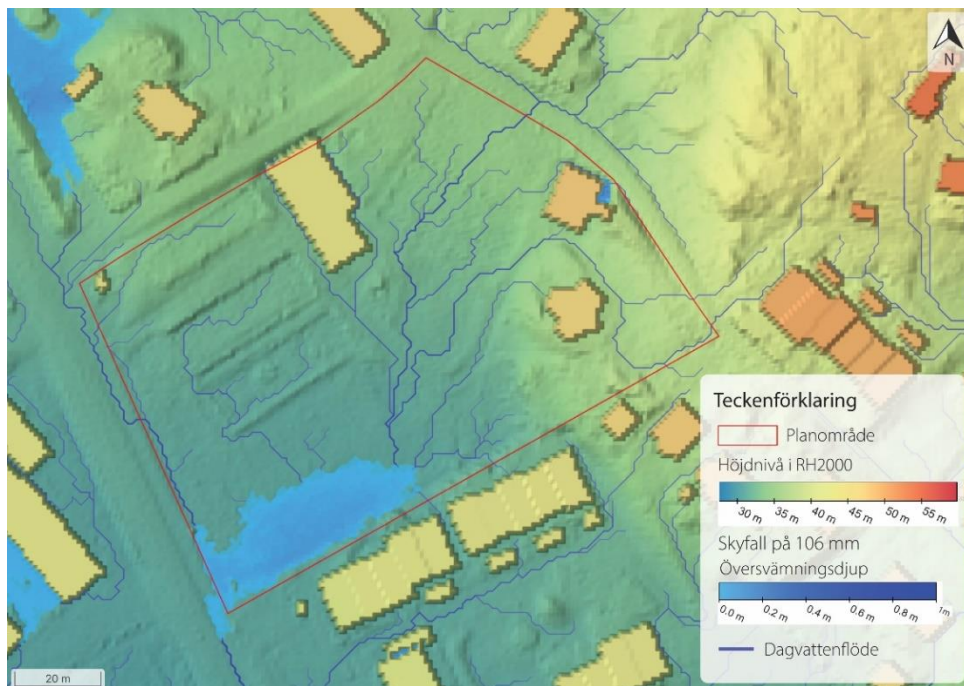 N
Teckenförklaring
Planområde
Höjdnivå i RH2000
30 m 35 m 40 m 45 m 50 m 55 m
Skyfall på 106 mm
Översvämningsdjup
0.0 m 0.2 m 0.4 m 0.6 m 0.8 m 1m
Dagvattenflöde
20 m